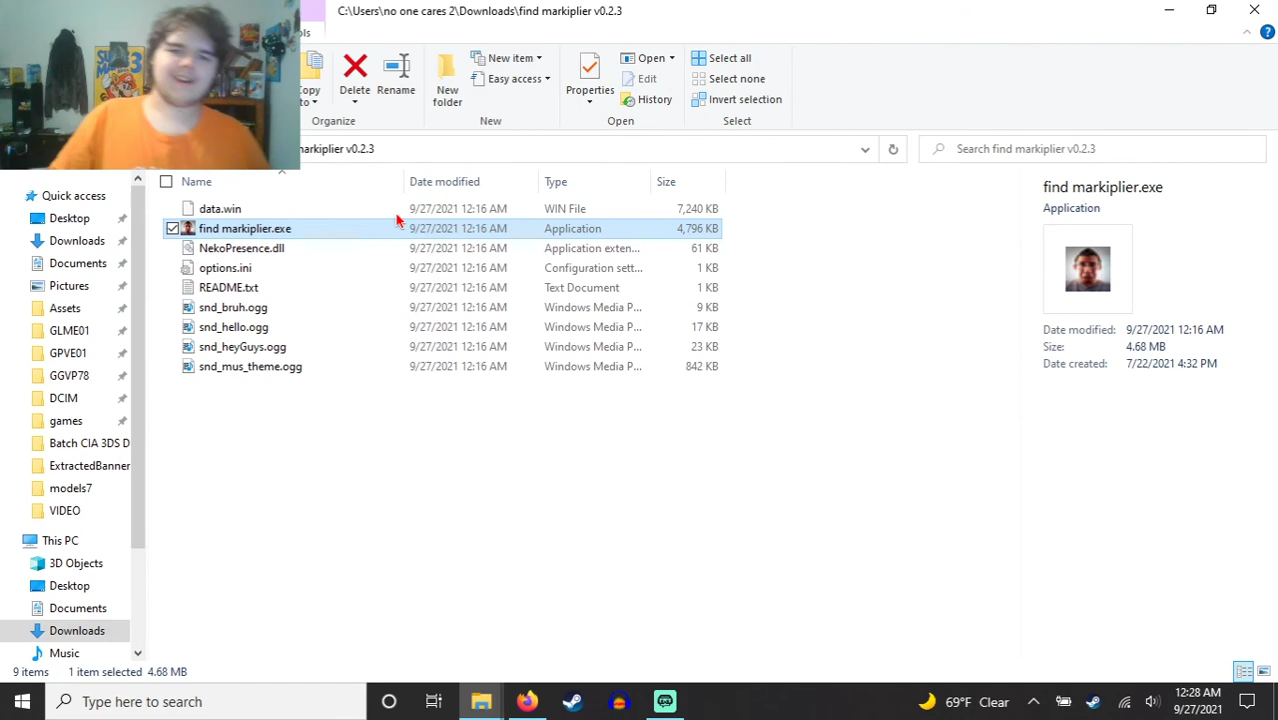 C:\Users\no one cares 2\Downloads\find markiplier v0.2.3
ols
Copy to
Delete
Rename
New folder
New item
Easy access
Properties
Open
Edit
History
Select all
Select none
Invert selection
Organize
New
Open
Select
markiplier v0.2.3
Search find markiplier v0.2.3
Name Date modified Type Size
data.win 9/27/2021 12:16 AM WIN File 7,240 KB
find markiplier.exe 9/27/2021 12:16 AM Application 4,796 KB
NekoPresence.dll 9/27/2021 12:16 AM Application exten... 61 KB
options.ini 9/27/2021 12:16 AM Configuration sett... 1 KB
README.txt 9/27/2021 12:16 AM Text Document 1 KB
snd_bruh.ogg 9/27/2021 12:16 AM Windows Media P... 9 KB
snd_hello.ogg 9/27/2021 12:16 AM Windows Media P... 17 KB
snd_heyGuys.ogg 9/27/2021 12:16 AM Windows Media P... 23 KB
snd_mus_theme.ogg 9/27/2021 12:16 AM Windows Media P... 842 KB
Quick access
Desktop
Downloads
Documents
Pictures
Assets
GLME01
GPVE01
GGVP78
DCIM
games
Batch CIA 3DS D
ExtractedBanner
models7
VIDEO
This PC
3D Objects
Desktop
Documents
Downloads
Music
find markiplier.exe
Application
Date modified: 9/27/2021 12:16 AM
Size: 4.68 MB
Date created: 7/22/2021 4:32 PM
9 items 1 item selected 4.68 MB
Type here to search
69°F Clear
12:28 AM
9/27/2021